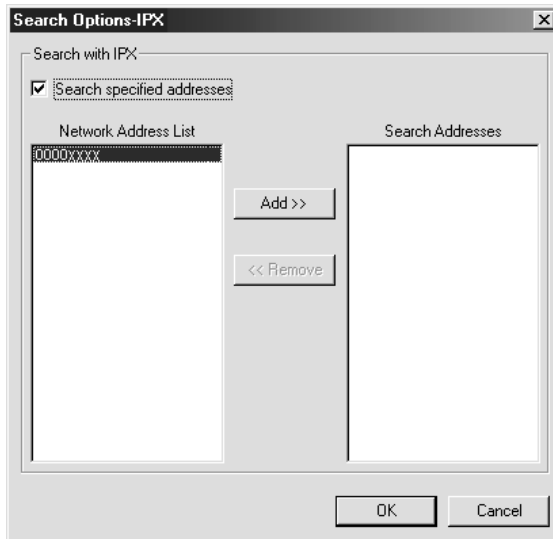 Search Options-IPX
Search with IPX
Search specified addresses
Network Address List
Search Addresses
0000xxxx
Add >>
<< Remove
OK
Cancel